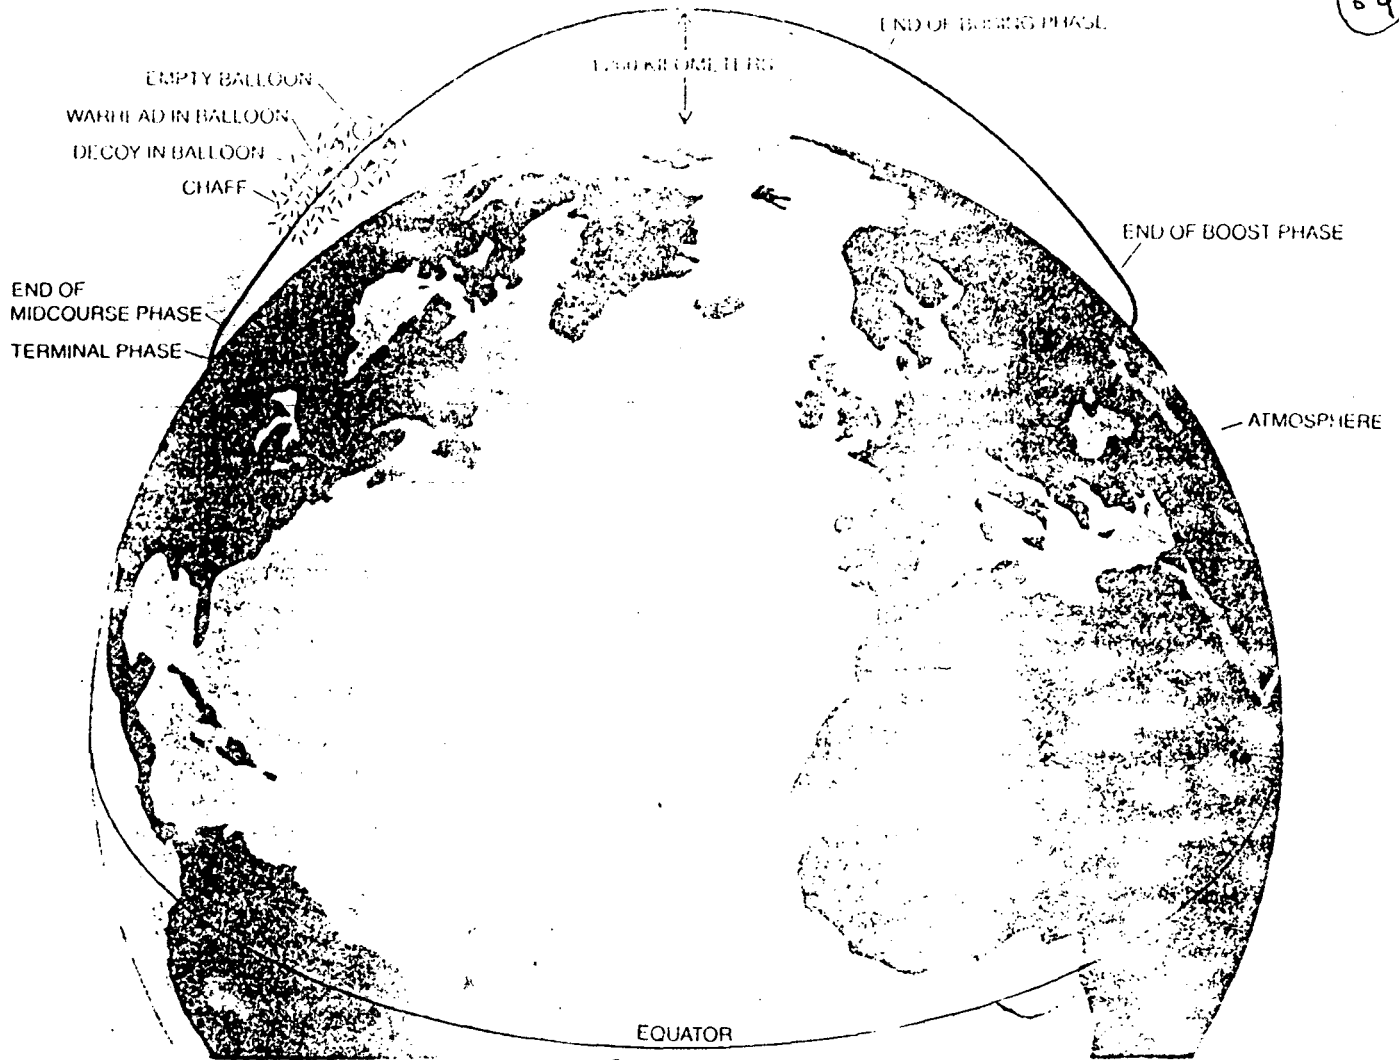 END OF BUSING PHASE
KILOMETERS
EMPTY BALLOON
WARHEAD IN BALLOON
DECOY IN BALLOON
CHAFF
END OF BOOST PHASE
END OF
MIDCOURSE PHASE
TERMINAL PHASE
ATMOSPHERE
EQUATOR